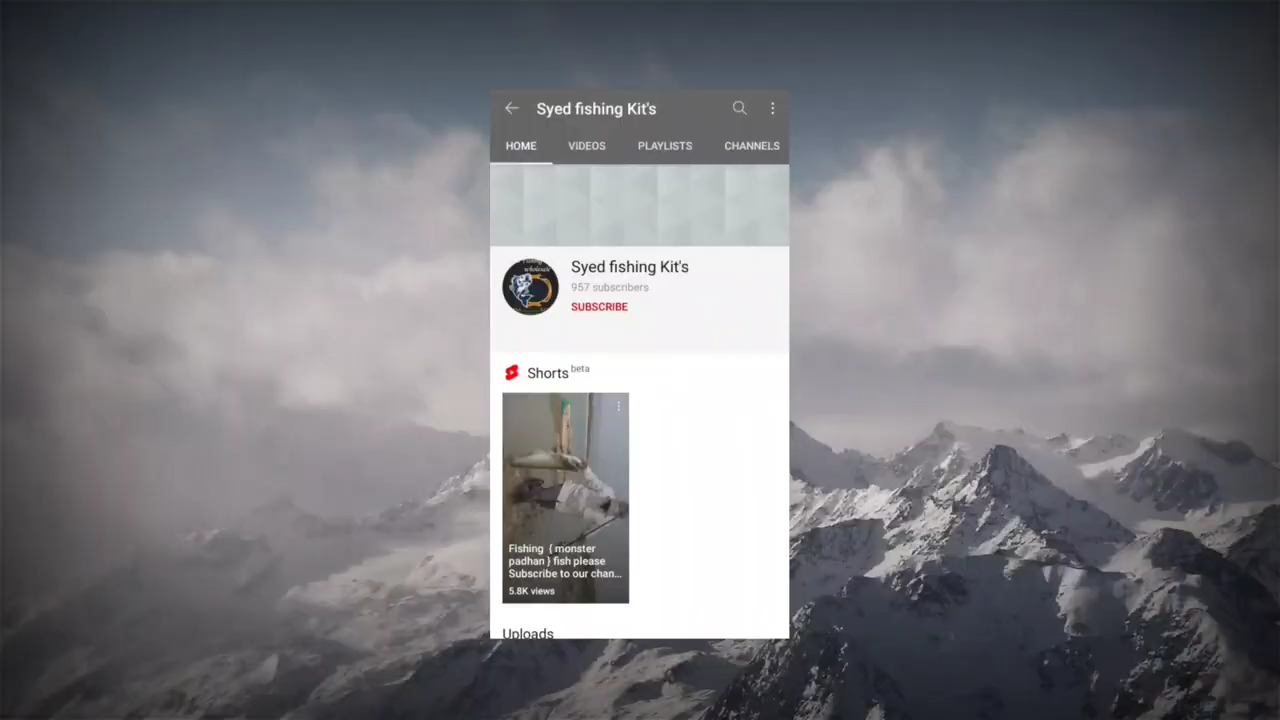 Syed fishing Kit's
HOME VIDEOS PLAYLISTS CHANNELS
wholesale
Syed fishing Kit's
957 subscribers
SUBSCRIBE
Shorts beta
Fishing { monster
padhan } fish please
Subscribe to our chan...
5.8K views
Uploads